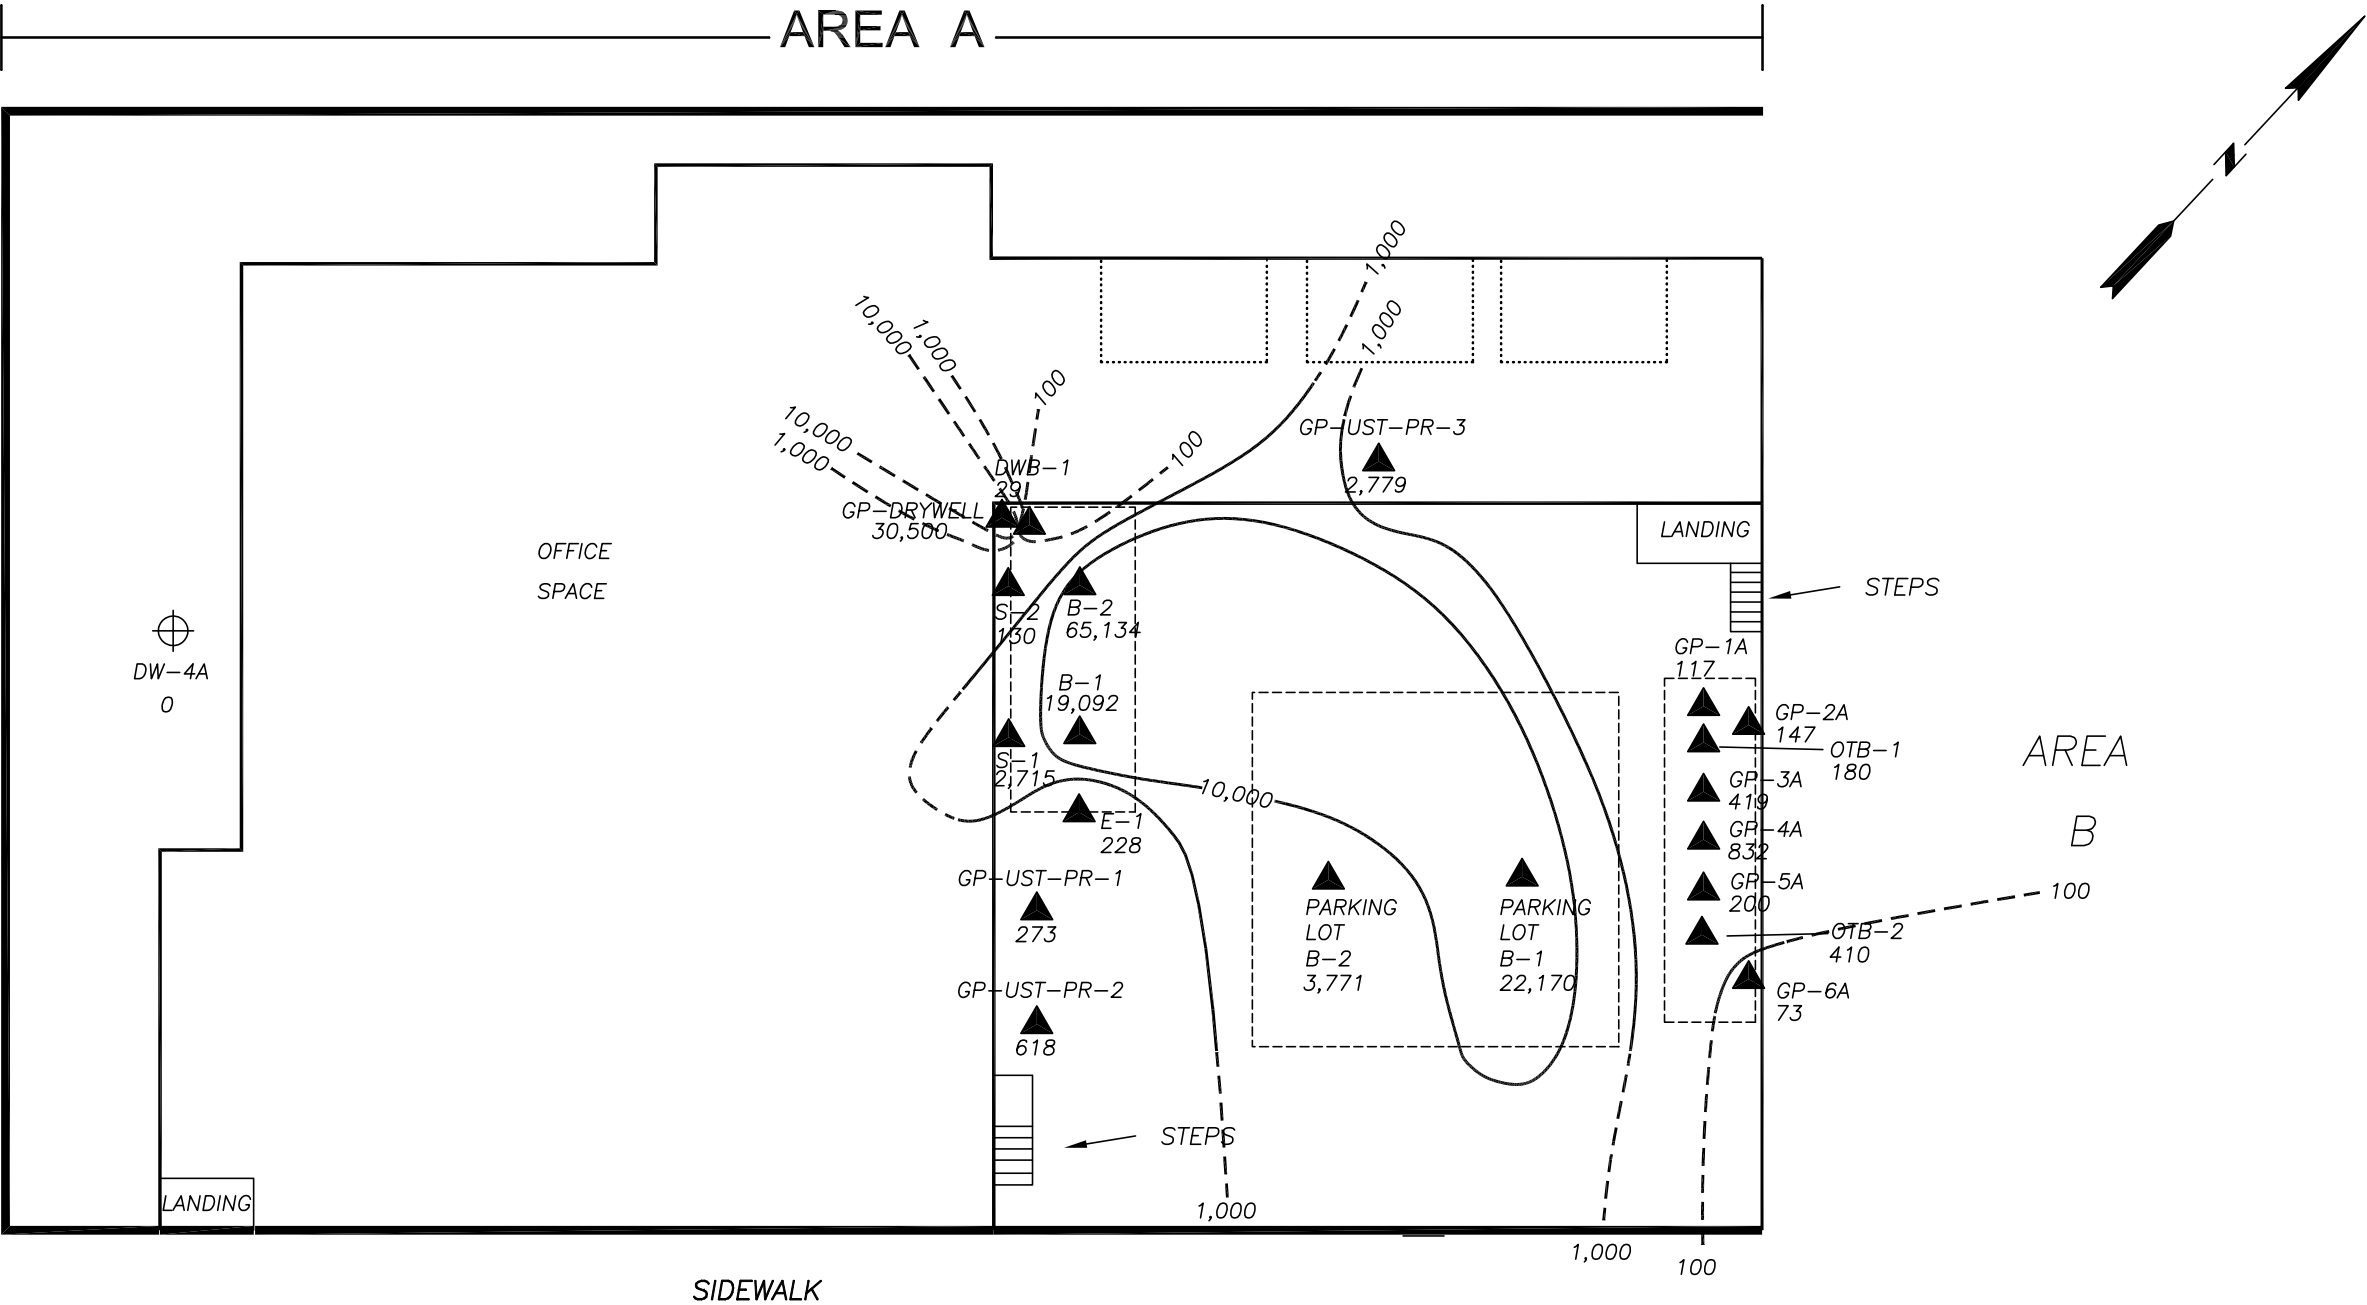 AREA A
N
1,000
1,000
10,000
1,000
100
10,000
1,000
100
GP-UST-PR-3
2,779
DWB-1
29
GP-DRYWELL
30,500
LANDING
OFFICE
SPACE
STEPS
S-2
130
B-2
65,134
DW-4A
0
GP-1A
117
B-1
19,092
GP-2A
147
OTB-1
180
S-1
2,715
GP-3A
419
10,000
E-1
228
GP-4A
832
AREA
B
GP-UST-PR-1
273
GP-5A
200
100
PARKING
LOT
B-2
3,771
PARKING
LOT
B-1
22,170
OTB-2
410
GP-UST-PR-2
618
GP-6A
73
STEPS
LANDING
1,000
1,000
100
SIDEWALK